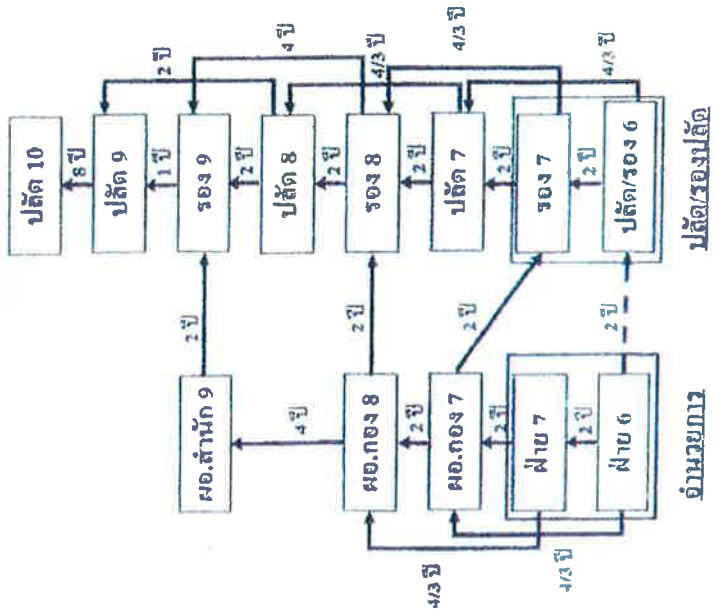 ปลัด 10
8 ปี
ปลัด 9
1 ปี
2 ปี
ผอ.สำนัก 9
2 ปี
รอง 9
2 ปี
4 ปี
ปลัด 8
4 ปี
2 ปี
4/3 ปี
ผอ.กอง 8
2 ปี
รอง 8
2 ปี
2 ปี
4/3 ปี
ปลัด 7
ผอ.กอง 7
2 ปี
2 ปี
2 ปี
4/3 ปี
ฝ่าย 7
รอง 7
4/3 ปี
2 ปี
2 ปี
ฝ่าย 6
2 ปี
ปลัด/รอง 6
4/3 ปี
อำนวยการ
ปลัด/รองปลัด